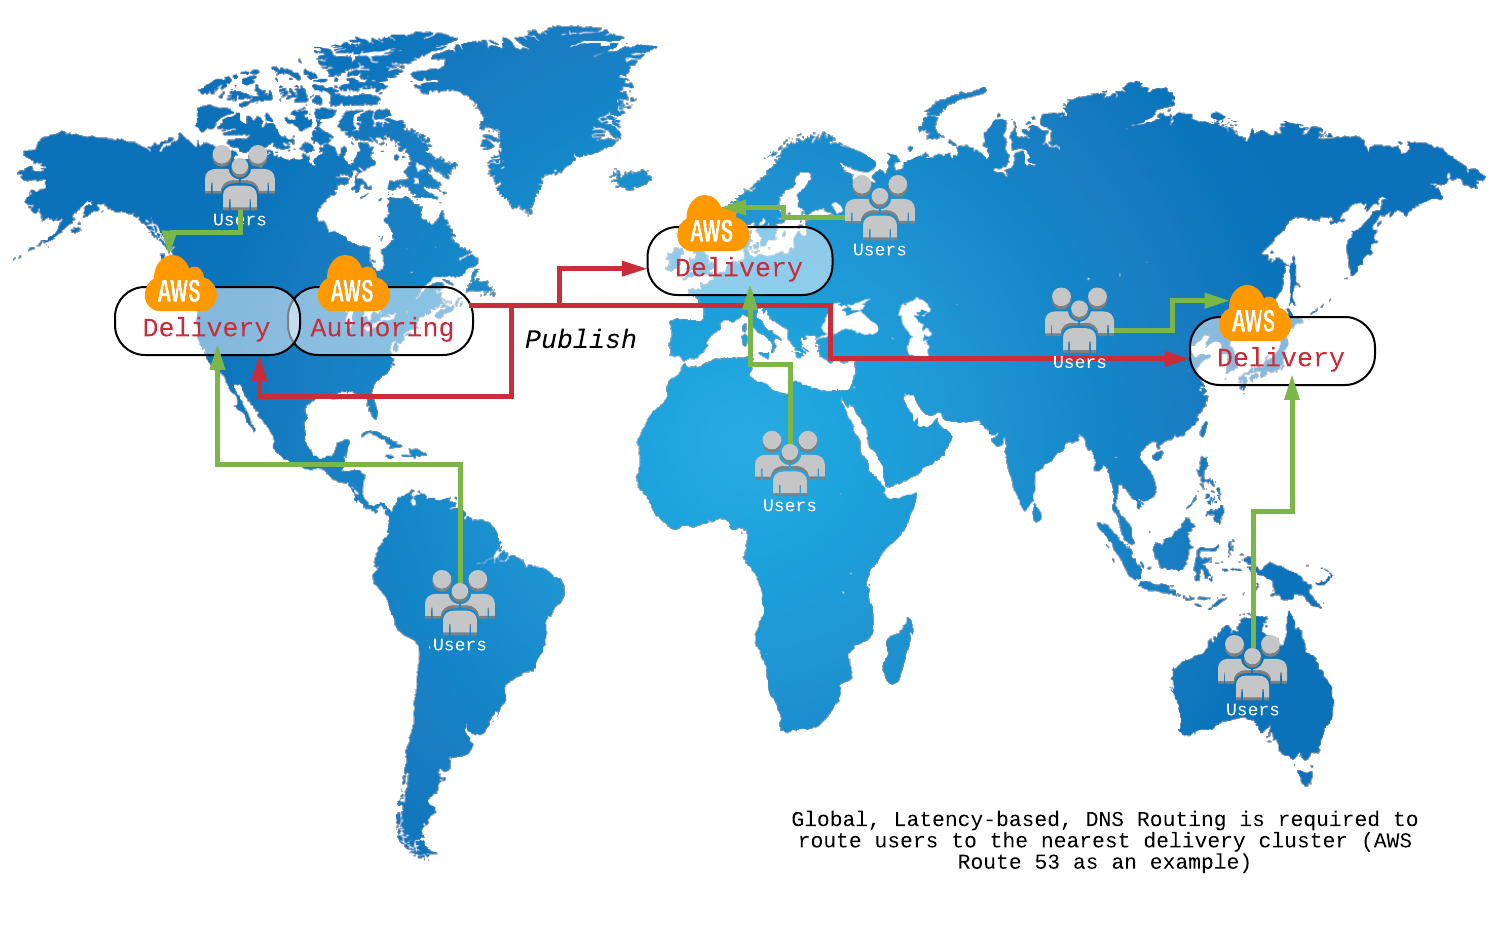 Users
AWS
Delivery
AWS
Authoring
Publish
AWS
Delivery
Users
Users
AWS
Delivery
Users
Users
Users
Global, Latency-based, DNS Routing is required to
route users to the nearest delivery cluster (AWS
Route 53 as an example)